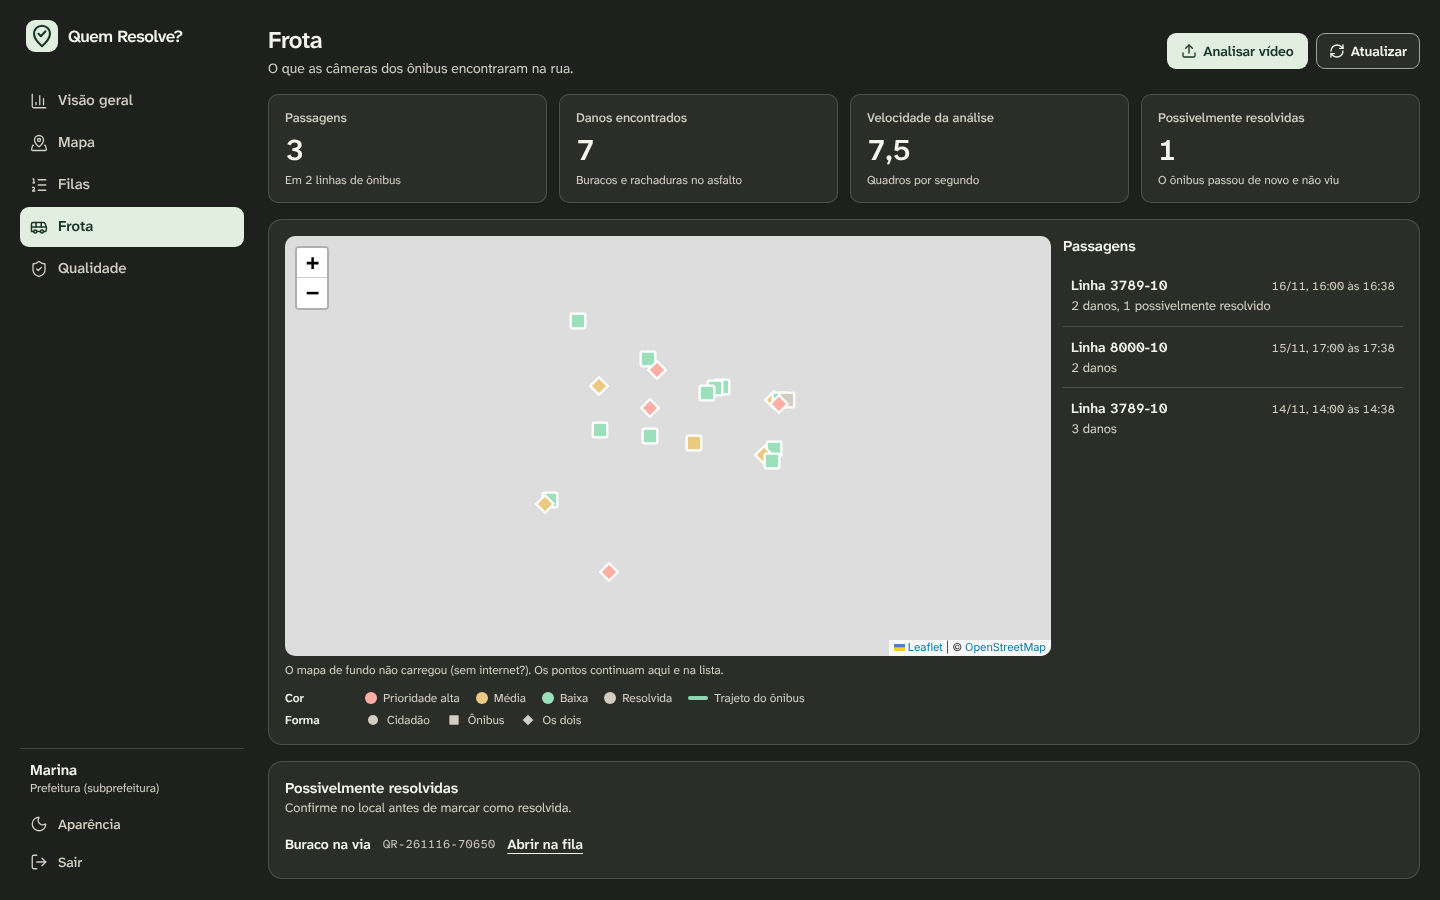 Quem Resolve?
Visão geral
Mapa
Filas
Frota
Qualidade
Marina
Prefeitura (subprefeitura)
Aparência
Sair
Frota
O que as câmeras dos ônibus encontraram na rua.
Analisar vídeo
Atualizar
Passagens
3
Em 2 linhas de ônibus
Danos encontrados
7
Buracos e rachaduras no asfalto
Velocidade da análise
7,5
Quadros por segundo
Possivelmente resolvidas
1
O ônibus passou de novo e não viu
+
−
Leaflet | © OpenStreetMap
O mapa de fundo não carregou (sem internet?). Os pontos continuam aqui e na lista.
Cor Prioridade alta Média Baixa Resolvida Trajeto do ônibus
Forma Cidadão Ônibus Os dois
Passagens
Linha 3789-10 16/11, 16:00 às 16:38
2 danos, 1 possivelmente resolvido
Linha 8000-10 15/11, 17:00 às 17:38
2 danos
Linha 3789-10 14/11, 14:00 às 14:38
3 danos
Possivelmente resolvidas
Confirme no local antes de marcar como resolvida.
Buraco na via QR-261116-70650 Abrir na fila